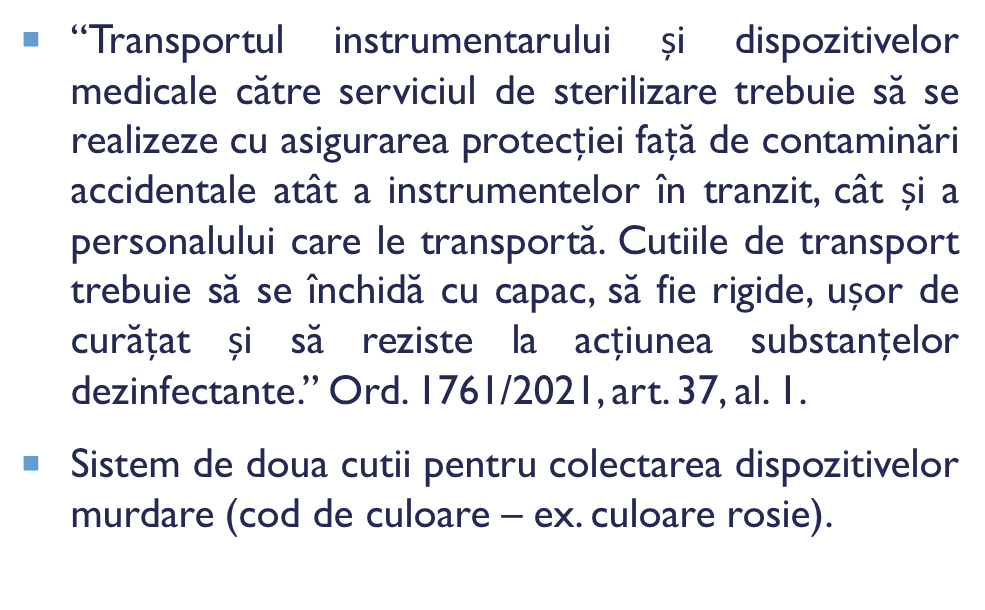 “Transportul instrumentarului și dispozitivelor
medicale către serviciul de sterilizare trebuie să se
realizeze cu asigurarea protecției față de contaminări
accidentale atât a instrumentelor în tranzit, cât și a
personalului care le transportă. Cutiile de transport
trebuie să se închidă cu capac, să fie rigide, ușor de
curățat și să reziste la acțiunea substanțelor
dezinfectante.” Ord. 1761/2021, art. 37, al. 1.
Sistem de doua cutii pentru colectarea dispozitivelor
murdare (cod de culoare – ex. culoare rosie).